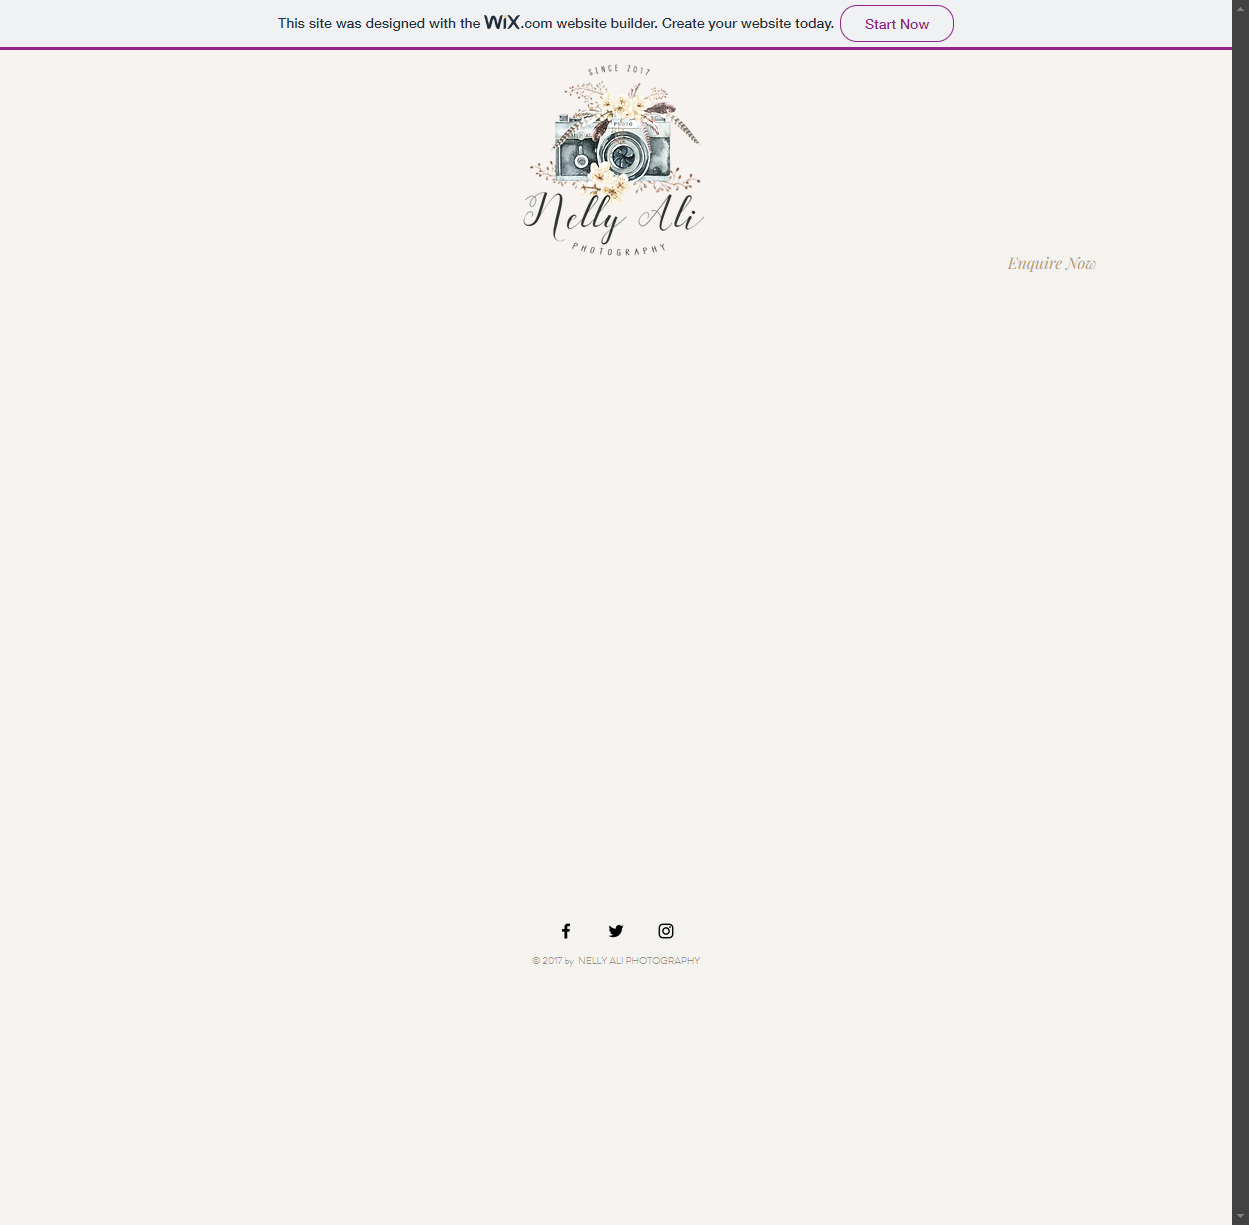 This site was designed with the WiX.com website builder. Create your website today.
Start Now
SINCE 2017
PHOTO
Nelly Ali
PHOTOGRAPHY
Enquire Now
© 2017 by NELLY ALI PHOTOGRAPHY